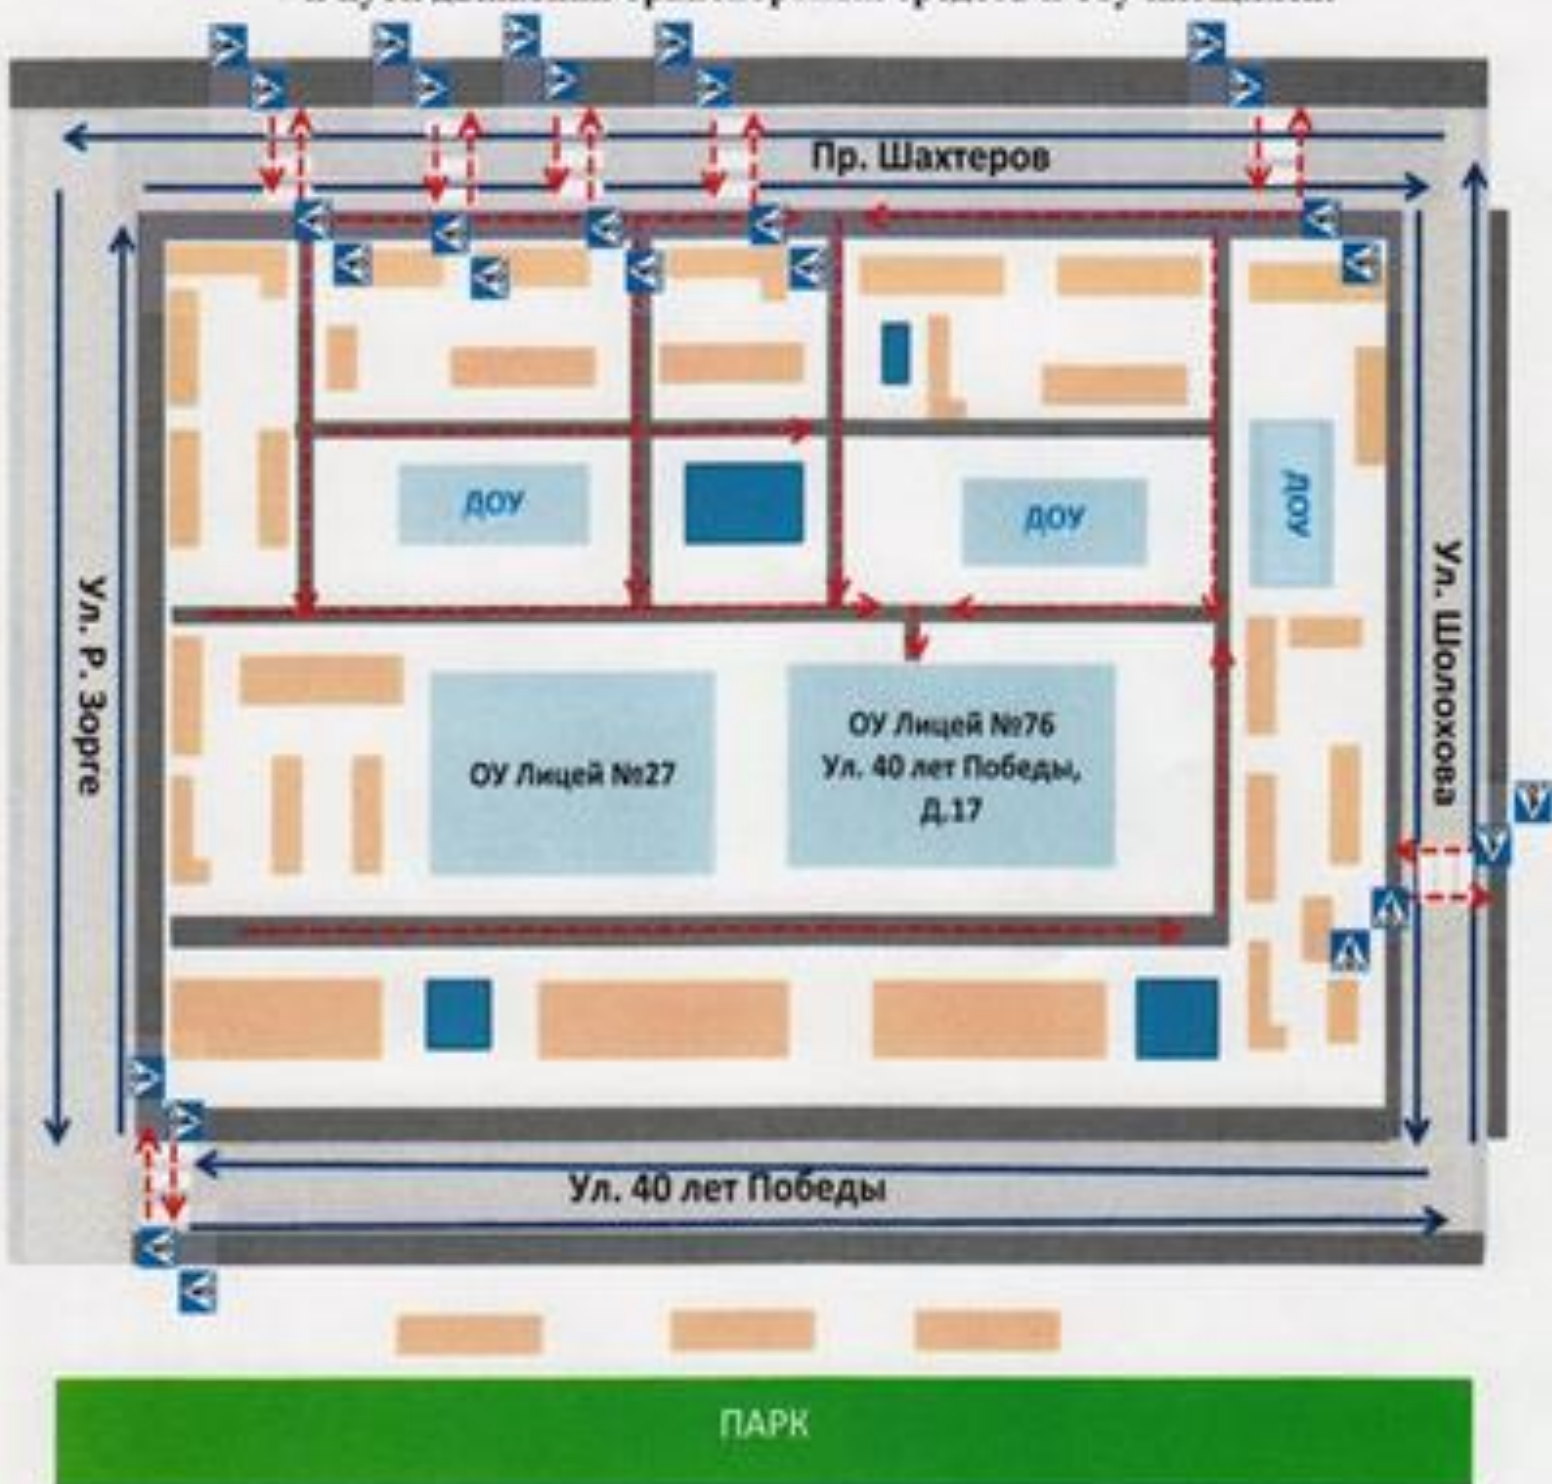 Пр. Шахтеров
ДОУ
ДОУ
ДОУ
Ул. Р. Зорге
Ул. Шолохова
ОУ Лицей №27
ОУ Лицей №76
Ул. 40 лет Победы,
Д.17
Ул. 40 лет Победы
ПАРК